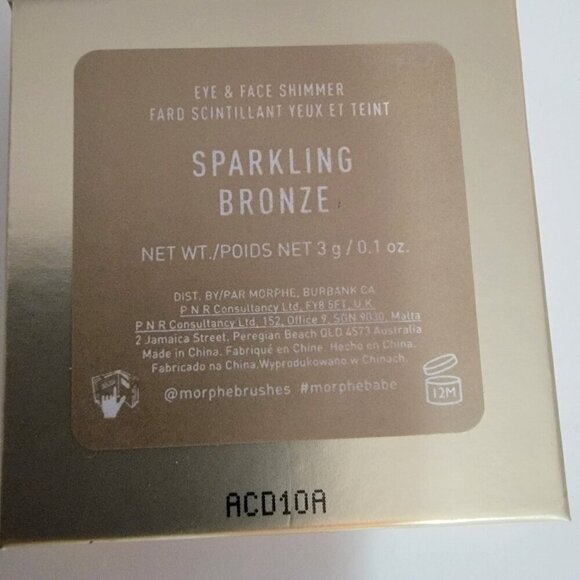 EYE & FACE SHIMMER
FARD SCINTILLANT YEUX ET TEINT
SPARKLING
BRONZE
NET WT./POIDS NET 3 g / 0.1 oz.
DIST. BY/PAR MORPHE, BURBANK CA
P N R Consultancy Ltd, FY8 5FT, U.K
P N R Consultancy Ltd, 152, Office 9, SGN 9030, Malta
2 Jamaica Street, Peregian Beach QLD 4573 Australia
Made in China. Fabriqué en Chine. Hecho en China.
Fabricado na China.Wyprodukowano w Chinach.
@morphebrushes #morphebabe
12M
ACD10A